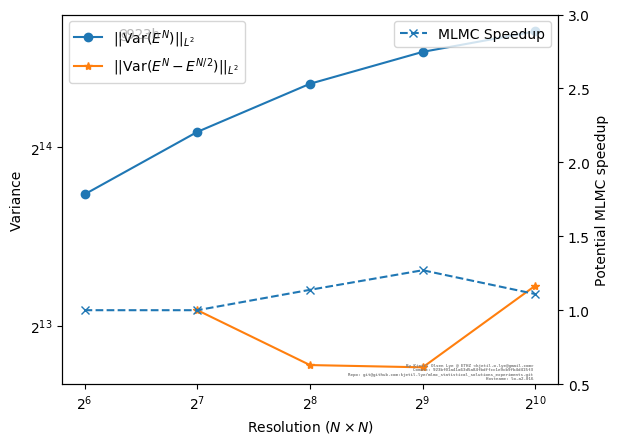 ||Var(E^N)||_{L^2}
||Var(E^N − E^{N/2})||_{L^2}
MLMC Speedup
Variance
2^14
2^13
3.0
2.5
2.0
1.5
1.0
0.5
Potential MLMC speedup
2^6
2^7
2^8
2^9
2^10
Resolution (N × N)